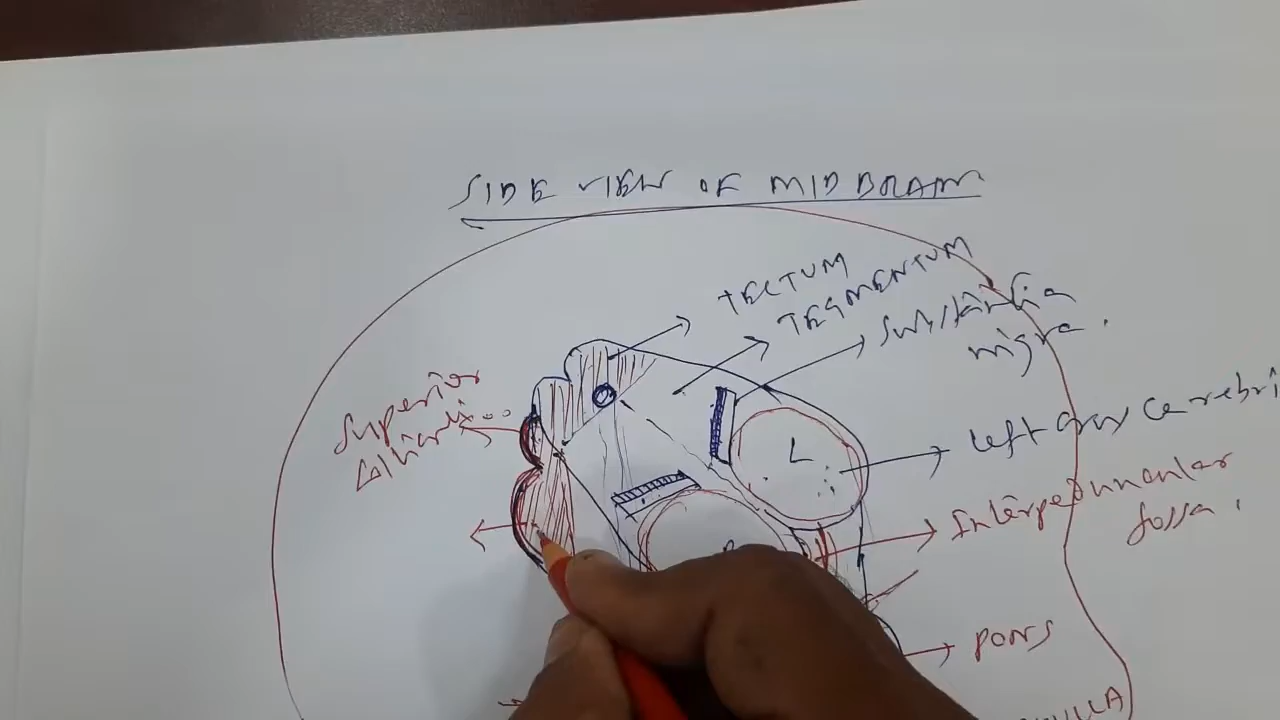 SIDE VIEW OF MIDBRAIN
TECTUM
TEGMENTUM
Substantia
nigra.
Superior
Left crus cerebri
L
Interpeduncular
fossa.
PONS